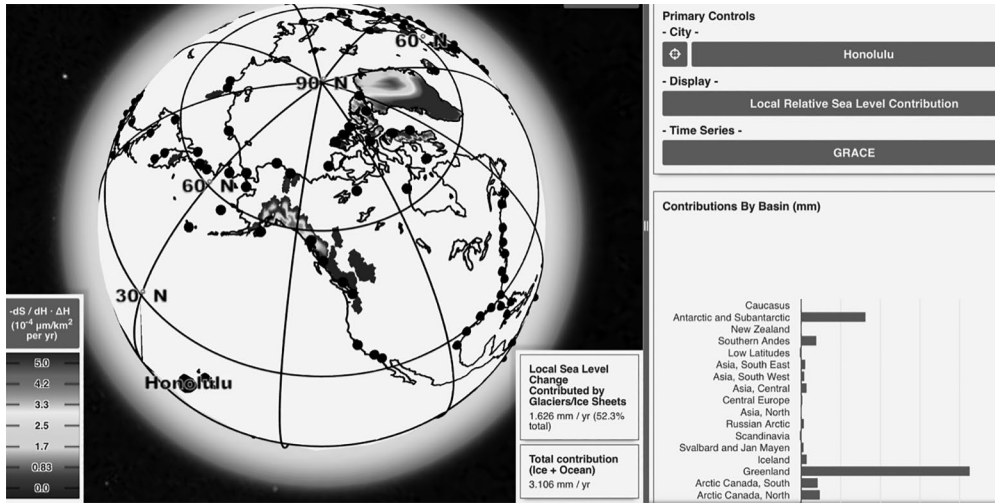 60° N
90° N
60° N
30° N
Honolulu
-dS / dH · ΔH
(10⁻⁴ μm/km²
per yr)
5.0
4.2
3.3
2.5
1.7
0.83
0.0
Local Sea Level
Change
Contributed by
Glaciers/Ice Sheets
1.626 mm / yr (52.3%
total)
Total contribution
(Ice + Ocean)
3.106 mm / yr
Primary Controls
- City -
Honolulu
- Display -
Local Relative Sea Level Contribution
- Time Series -
GRACE
Contributions By Basin (mm)
Caucasus
Antarctic and Subantarctic
New Zealand
Southern Andes
Low Latitudes
Asia, South East
Asia, South West
Asia, Central
Central Europe
Asia, North
Russian Arctic
Scandinavia
Svalbard and Jan Mayen
Iceland
Greenland
Arctic Canada, South
Arctic Canada, North